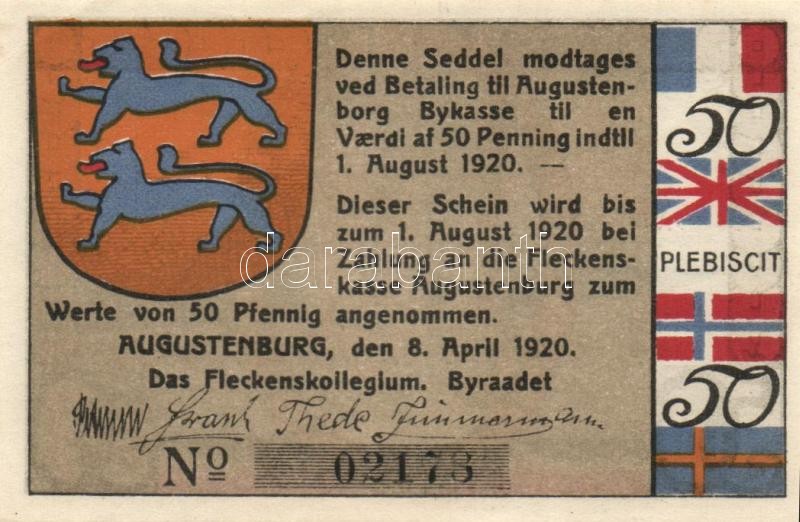 Denne Seddel modtages
ved Betaling til Augusten-
borg Bykasse til en
Værdi af 50 Penning indtil
1. August 1920. —
Dieser Schein wird bis
zum 1. August 1920 bei
Zahlung an die Fleckens-
kasse Augustenburg zum
Werte von 50 Pfennig angenommen.
AUGUSTENBURG, den 8. April 1920.
Das Fleckenskollegium. Byraadet
Thede Zimmermann
No 02173
50
PLEBISCIT
50
darabanth